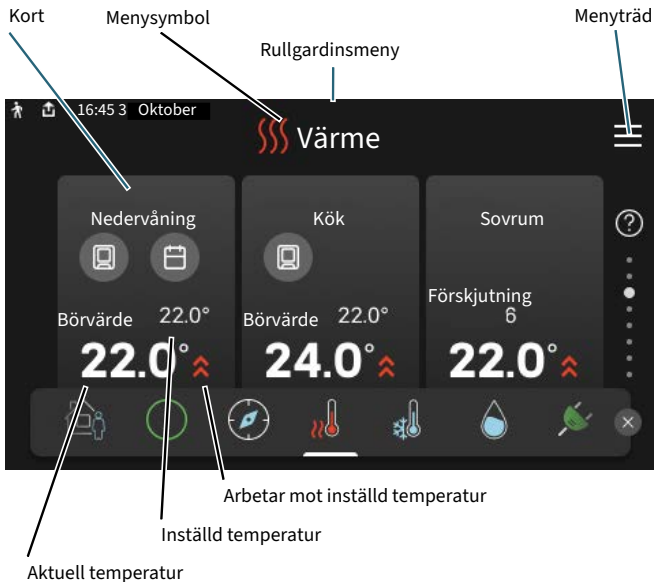 Kort
Menysymbol
Menyträd
Rullgardinsmeny
16:45 3 Oktober
Värme
Nedervåning
Kök
Sovrum
?
Börvärde 22.0°
Börvärde 22.0°
Förskjutning
6
22.0°
24.0°
22.0°
Arbetar mot inställd temperatur
Inställd temperatur
Aktuell temperatur